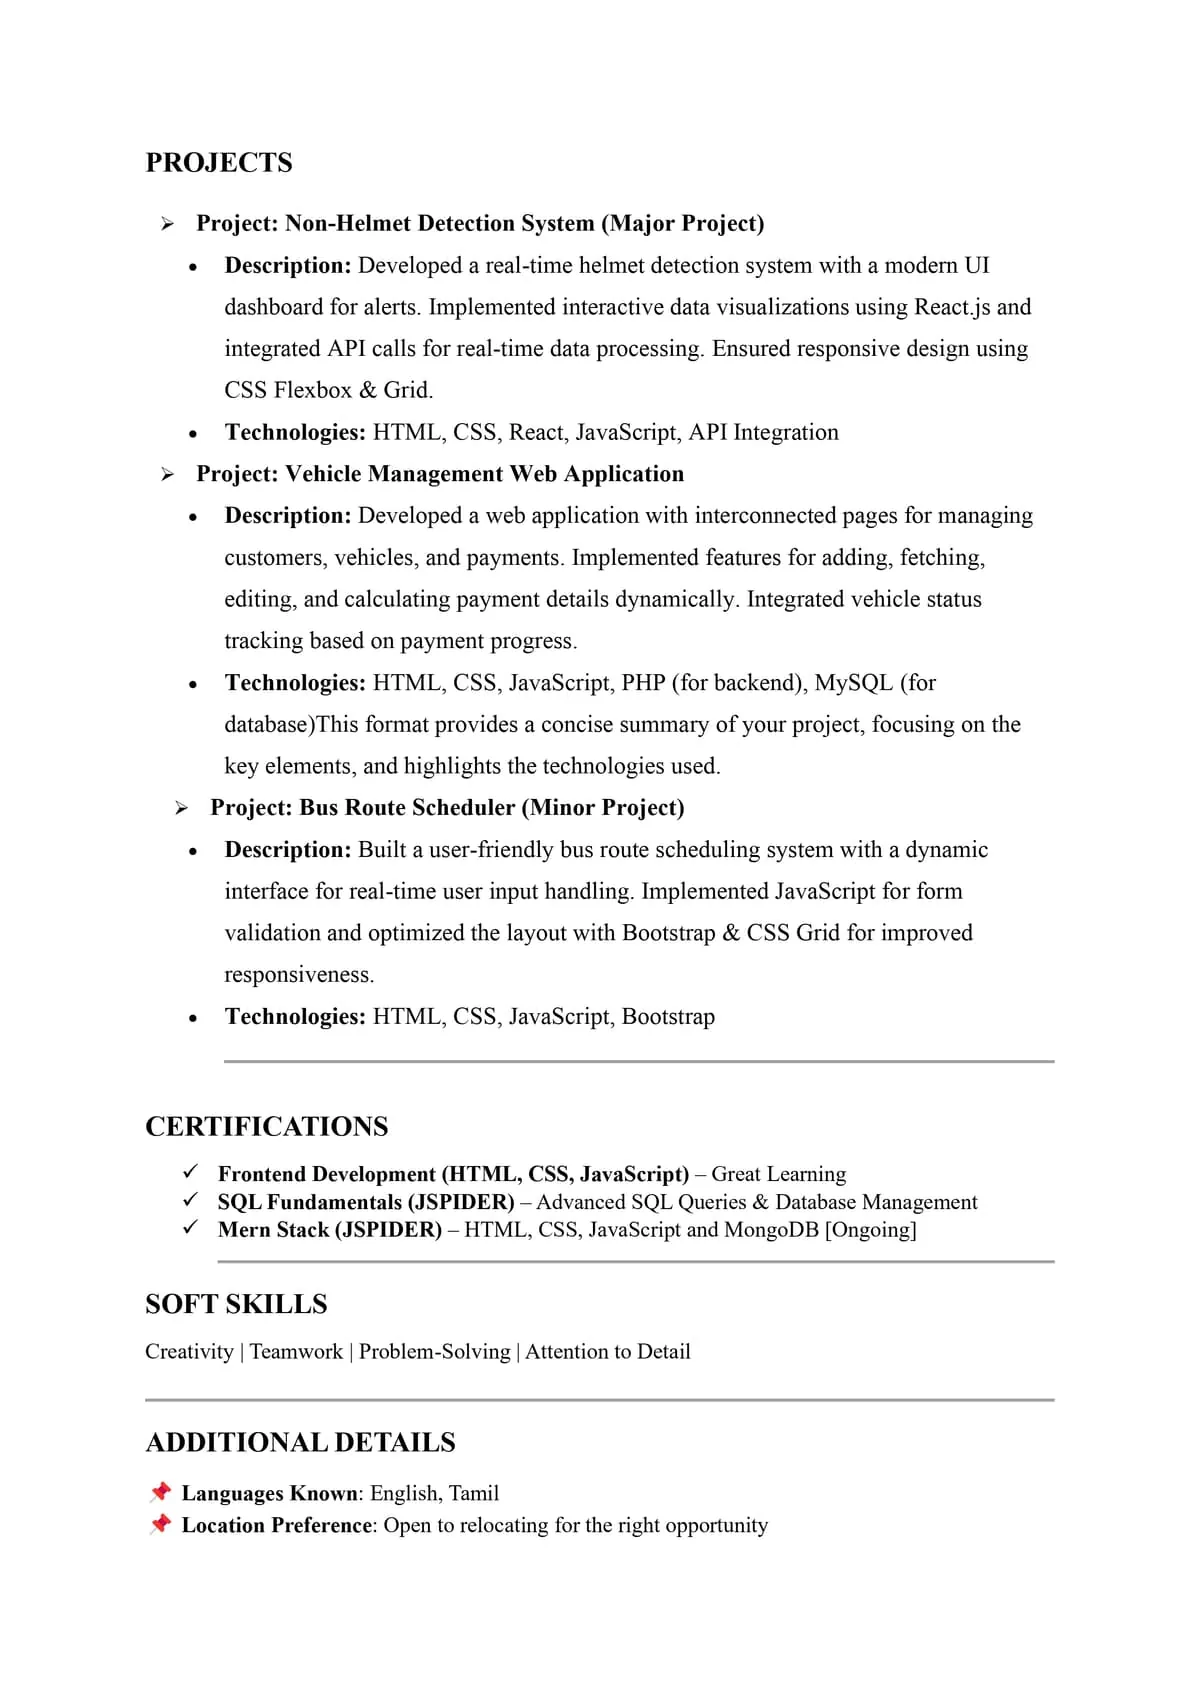 PROJECTS
➢ Project: Non-Helmet Detection System (Major Project)
• Description: Developed a real-time helmet detection system with a modern UI
dashboard for alerts. Implemented interactive data visualizations using React.js and
integrated API calls for real-time data processing. Ensured responsive design using
CSS Flexbox & Grid.
• Technologies: HTML, CSS, React, JavaScript, API Integration
➢ Project: Vehicle Management Web Application
• Description: Developed a web application with interconnected pages for managing
customers, vehicles, and payments. Implemented features for adding, fetching,
editing, and calculating payment details dynamically. Integrated vehicle status
tracking based on payment progress.
• Technologies: HTML, CSS, JavaScript, PHP (for backend), MySQL (for
database)This format provides a concise summary of your project, focusing on the
key elements, and highlights the technologies used.
➢ Project: Bus Route Scheduler (Minor Project)
• Description: Built a user-friendly bus route scheduling system with a dynamic
interface for real-time user input handling. Implemented JavaScript for form
validation and optimized the layout with Bootstrap & CSS Grid for improved
responsiveness.
• Technologies: HTML, CSS, JavaScript, Bootstrap
CERTIFICATIONS
✓ Frontend Development (HTML, CSS, JavaScript) – Great Learning
✓ SQL Fundamentals (JSPIDER) – Advanced SQL Queries & Database Management
✓ Mern Stack (JSPIDER) – HTML, CSS, JavaScript and MongoDB [Ongoing]
SOFT SKILLS
Creativity | Teamwork | Problem-Solving | Attention to Detail
ADDITIONAL DETAILS
📌 Languages Known: English, Tamil
📌 Location Preference: Open to relocating for the right opportunity